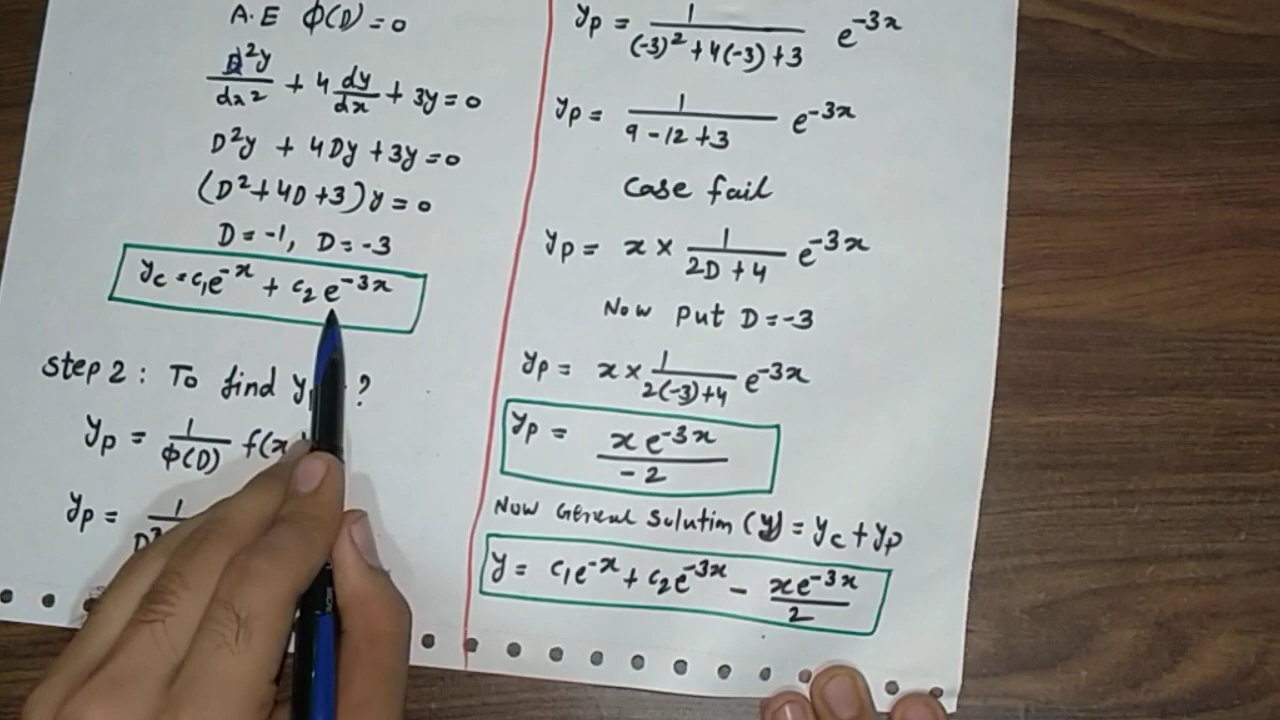 A.E Φ(D) = 0
D²y/dx² + 4 dy/dx + 3y = 0
D²y + 4Dy + 3y = 0
(D² + 4D + 3)y = 0
D = -1, D = -3
yc = c₁e^-x + c₂e^-3x
Step 2 : To find ?
yp = 1/Φ(D) f(x
yp = 1/
yp = 1/((-3)² + 4(-3) + 3) e^-3x
yp = 1/(9 - 12 + 3) e^-3x
Case fail
yp = x × 1/(2D + 4) e^-3x
Now put D = -3
yp = x × 1/(2(-3)+4) e^-3x
yp = xe^-3x/-2
Now General Solution (y) = yc + yp
y = c₁e^-x + c₂e^-3x - xe^-3x/2